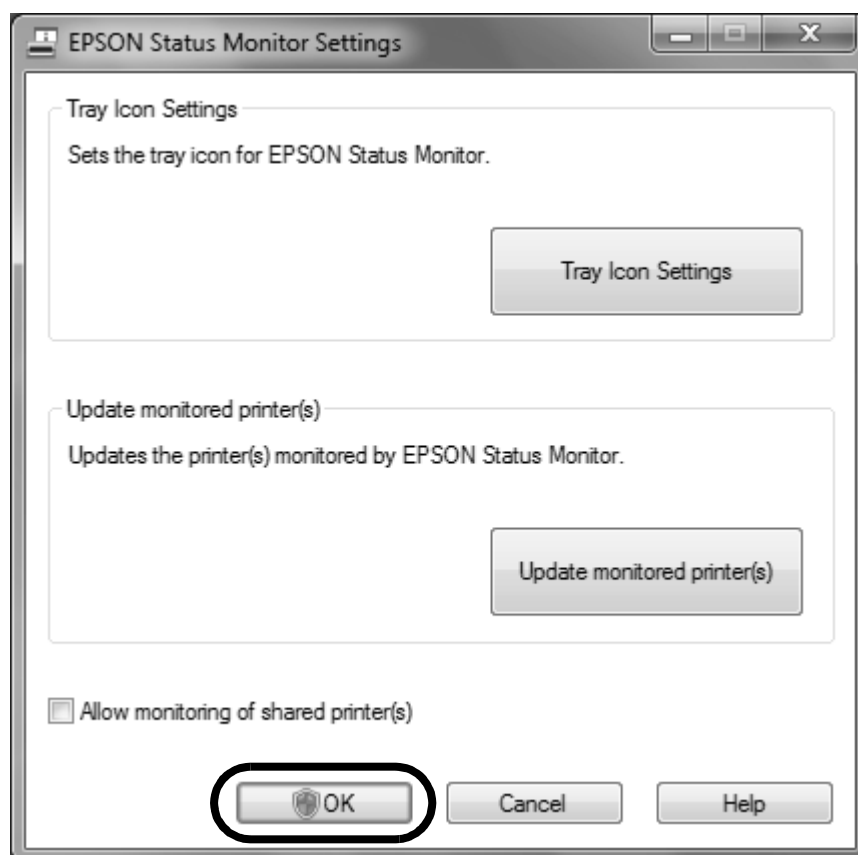 EPSON Status Monitor Settings
Tray Icon Settings
Sets the tray icon for EPSON Status Monitor.
Tray Icon Settings
Update monitored printer(s)
Updates the printer(s) monitored by EPSON Status Monitor.
Update monitored printer(s)
Allow monitoring of shared printer(s)
OK Cancel Help